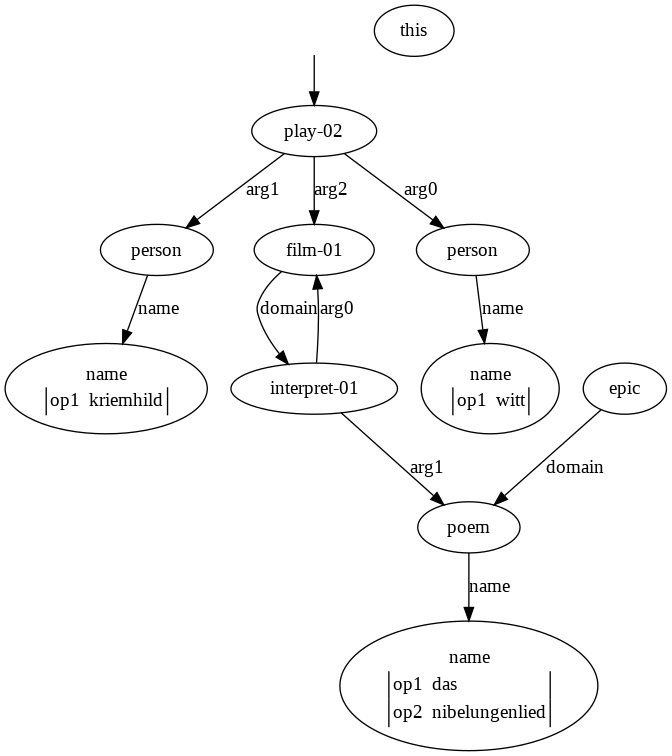 this
play-02
arg1 arg2 arg0
person film-01 person
name domain arg0 name
name interpret-01 name epic
op1 kriemhild op1 witt
arg1 domain
poem
name
name
op1 das
op2 nibelungenlied